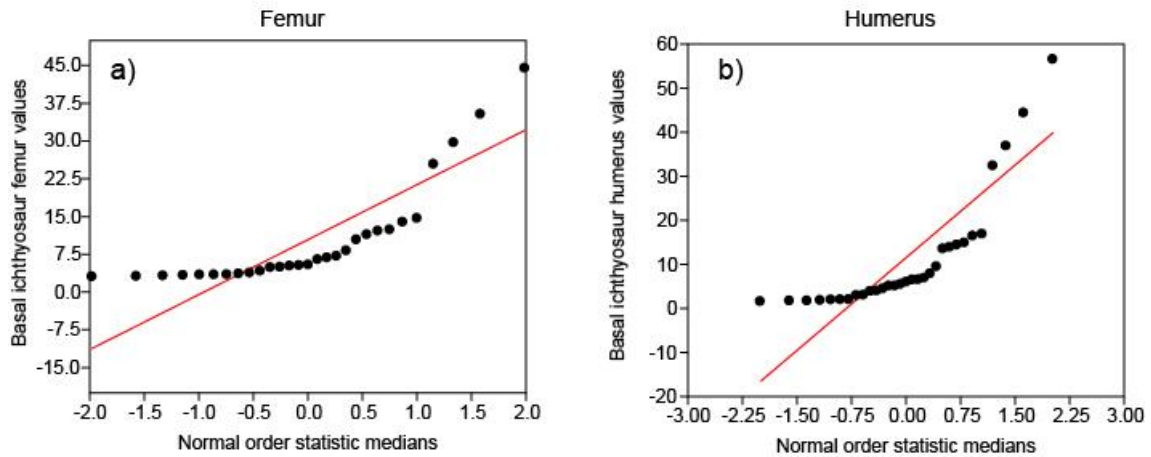 Femur
a)
Basal ichthyosaur femur values
45.0
37.5
30.0
22.5
15.0
7.5
0.0
-7.5
-15.0
-2.0 -1.5 -1.0 -0.5 0.0 0.5 1.0 1.5 2.0
Normal order statistic medians
Humerus
b)
Basal ichthyosaur humerus values
60
50
40
30
20
10
0
-10
-20
-3.00 -2.25 -1.50 -0.75 0.00 0.75 1.50 2.25 3.00
Normal order statistic medians